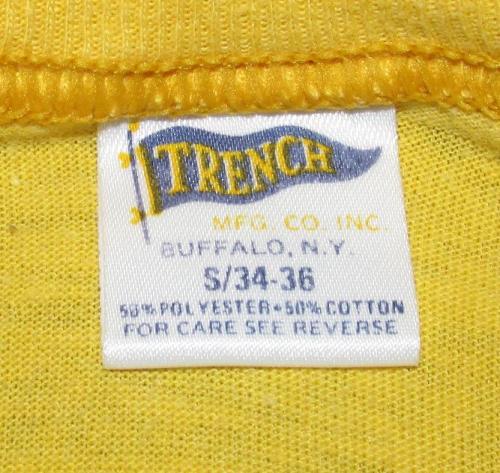 TRENCH
MFG. CO. INC.
BUFFALO, N.Y.
S/34-36
50% POLYESTER • 50% COTTON
FOR CARE SEE REVERSE